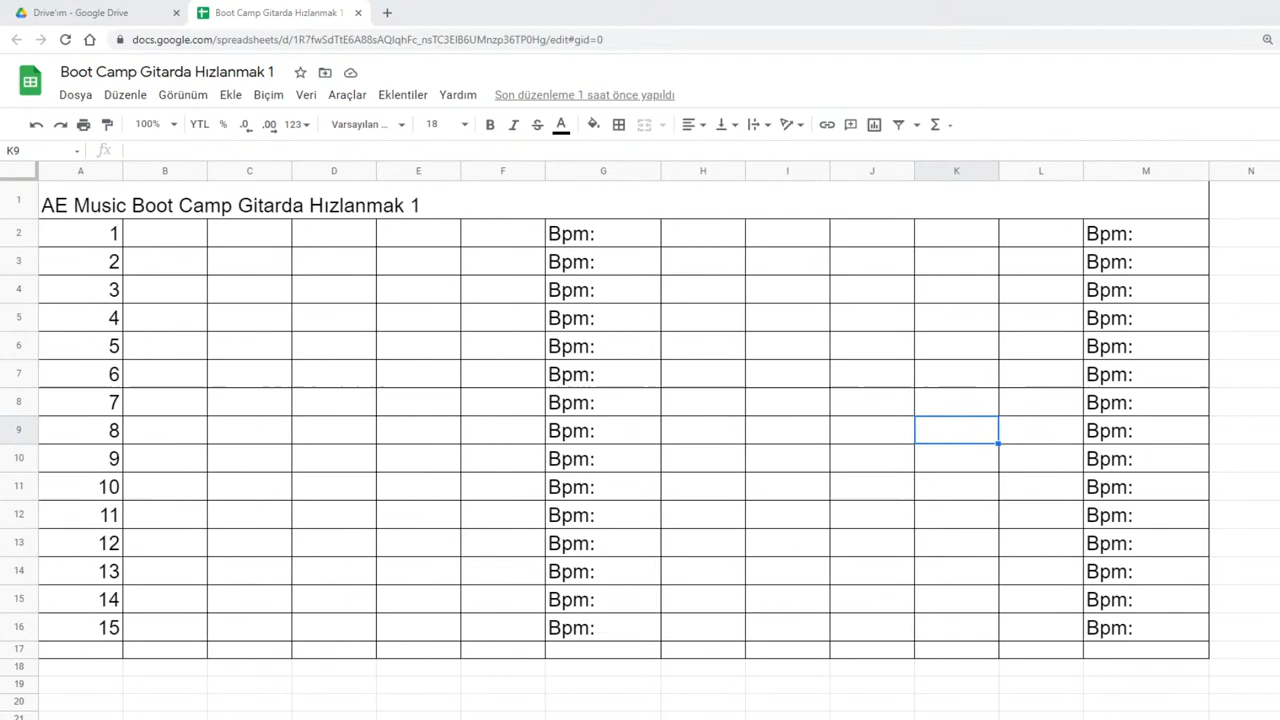 Drive'ım - Google Drive
Boot Camp Gitarda Hızlanmak 1
docs.google.com/spreadsheets/d/1R7fwSdTtE6A88sAQIqhFc_nsTC3EIB6UMnzp36TP0Hg/edit#gid=0
Boot Camp Gitarda Hızlanmak 1
Dosya Düzenle Görünüm Ekle Biçim Veri Araçlar Eklentiler Yardım Son düzenleme 1 saat önce yapıldı
100% YTL % .0 .00 123 Varsayılan ... 18 B I S A Σ
K9 fx
A B C D E F G H I J K L M N
1 AE Music Boot Camp Gitarda Hızlanmak 1
2 1 Bpm: Bpm:
3 2 Bpm: Bpm:
4 3 Bpm: Bpm:
5 4 Bpm: Bpm:
6 5 Bpm: Bpm:
7 6 Bpm: Bpm:
8 7 Bpm: Bpm:
9 8 Bpm: Bpm:
10 9 Bpm: Bpm:
11 10 Bpm: Bpm:
12 11 Bpm: Bpm:
13 12 Bpm: Bpm:
14 13 Bpm: Bpm:
15 14 Bpm: Bpm:
16 15 Bpm: Bpm:
17
18
19
20
21